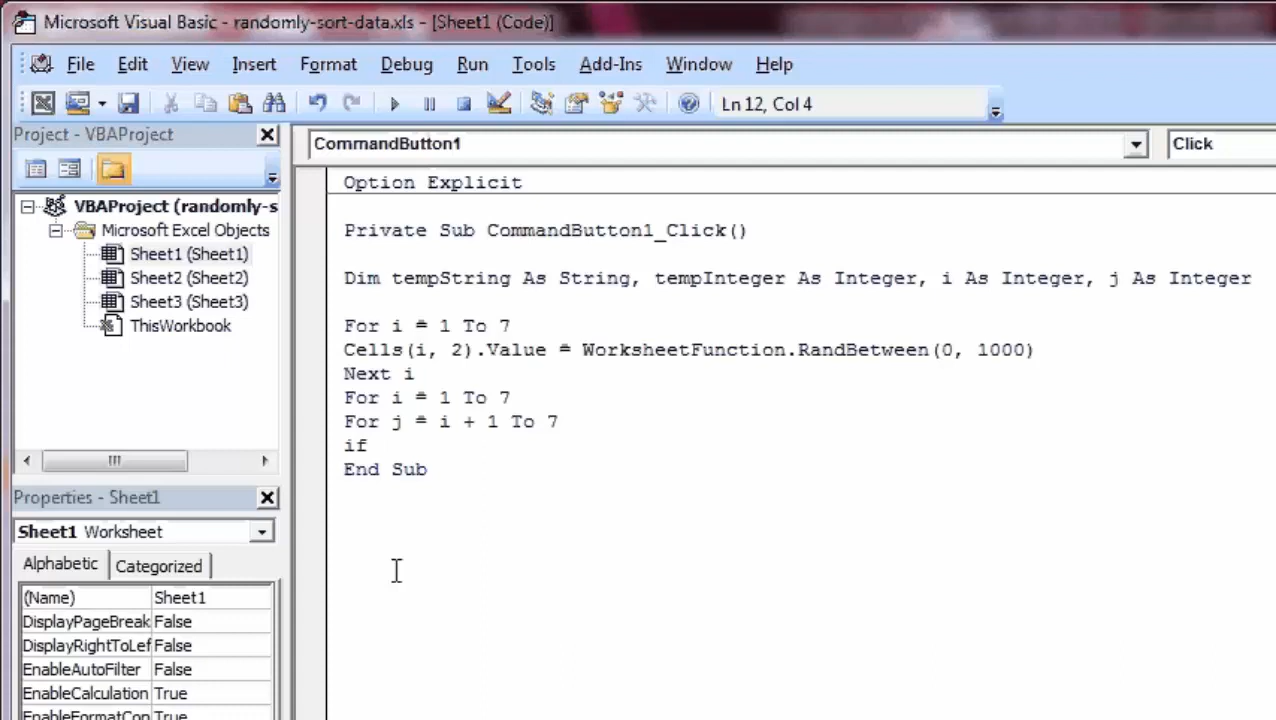 Microsoft Visual Basic - randomly-sort-data.xls - [Sheet1 (Code)]
File Edit View Insert Format Debug Run Tools Add-Ins Window Help
Ln 12, Col 4
Project - VBAProject
CommandButton1
Click
VBAProject (randomly-s
Microsoft Excel Objects
Sheet1 (Sheet1)
Sheet2 (Sheet2)
Sheet3 (Sheet3)
ThisWorkbook
Option Explicit
Private Sub CommandButton1_Click()
Dim tempString As String, tempInteger As Integer, i As Integer, j As Integer
For i = 1 To 7
Cells(i, 2).Value = WorksheetFunction.RandBetween(0, 1000)
Next i
For i = 1 To 7
For j = i + 1 To 7
if
End Sub
Properties - Sheet1
Sheet1 Worksheet
Alphabetic Categorized
(Name) Sheet1
DisplayPageBreak False
DisplayRightToLef False
EnableAutoFilter False
EnableCalculation True
EnableFormatCon True